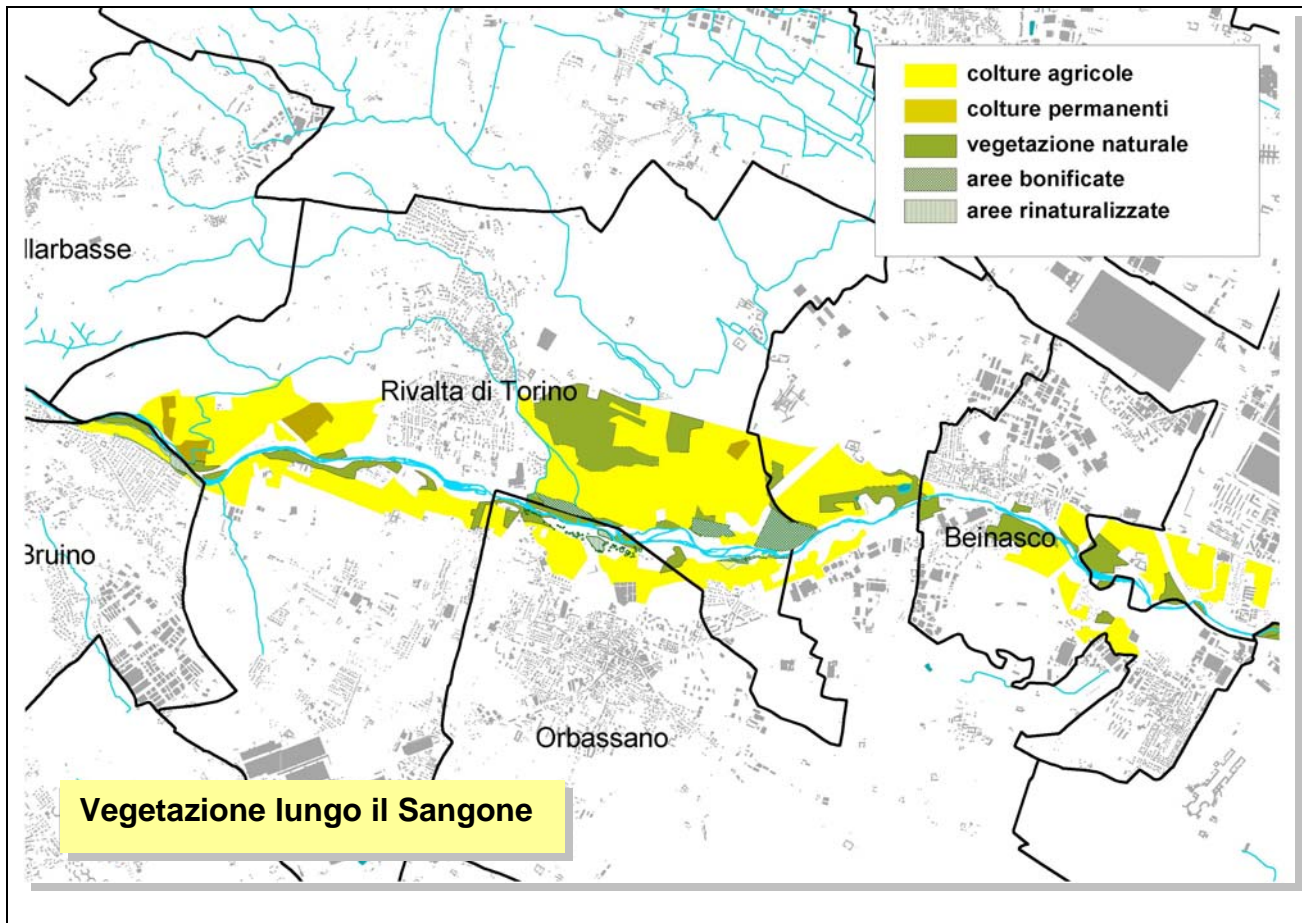 colture agricole
colture permanenti
vegetazione naturale
aree bonificate
aree rinaturalizzate
llarbasse
Rivalta di Torino
Bruino
Beinasco
Orbassano
Vegetazione lungo il Sangone